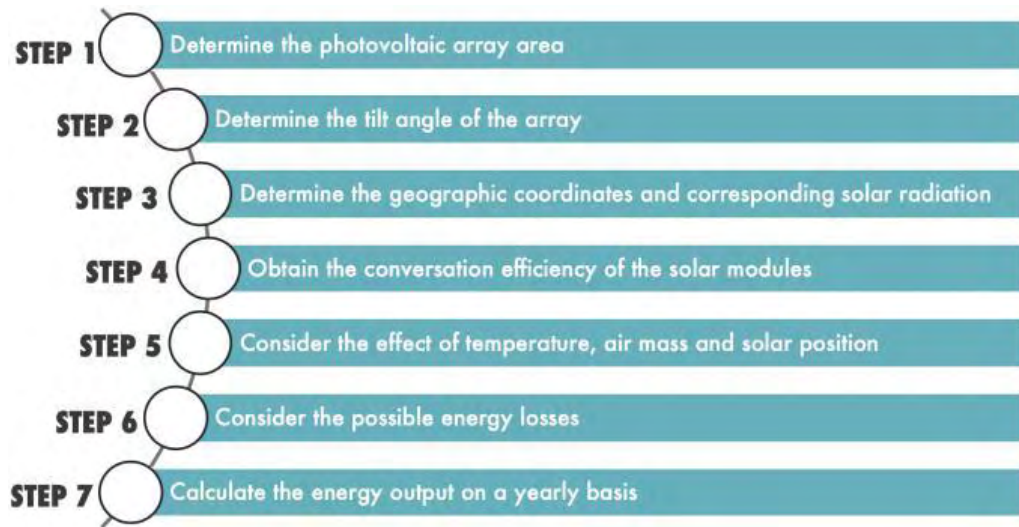 STEP 1 Determine the photovoltaic array area
STEP 2 Determine the tilt angle of the array
STEP 3 Determine the geographic coordinates and corresponding solar radiation
STEP 4 Obtain the conversation efficiency of the solar modules
STEP 5 Consider the effect of temperature, air mass and solar position
STEP 6 Consider the possible energy losses
STEP 7 Calculate the energy output on a yearly basis